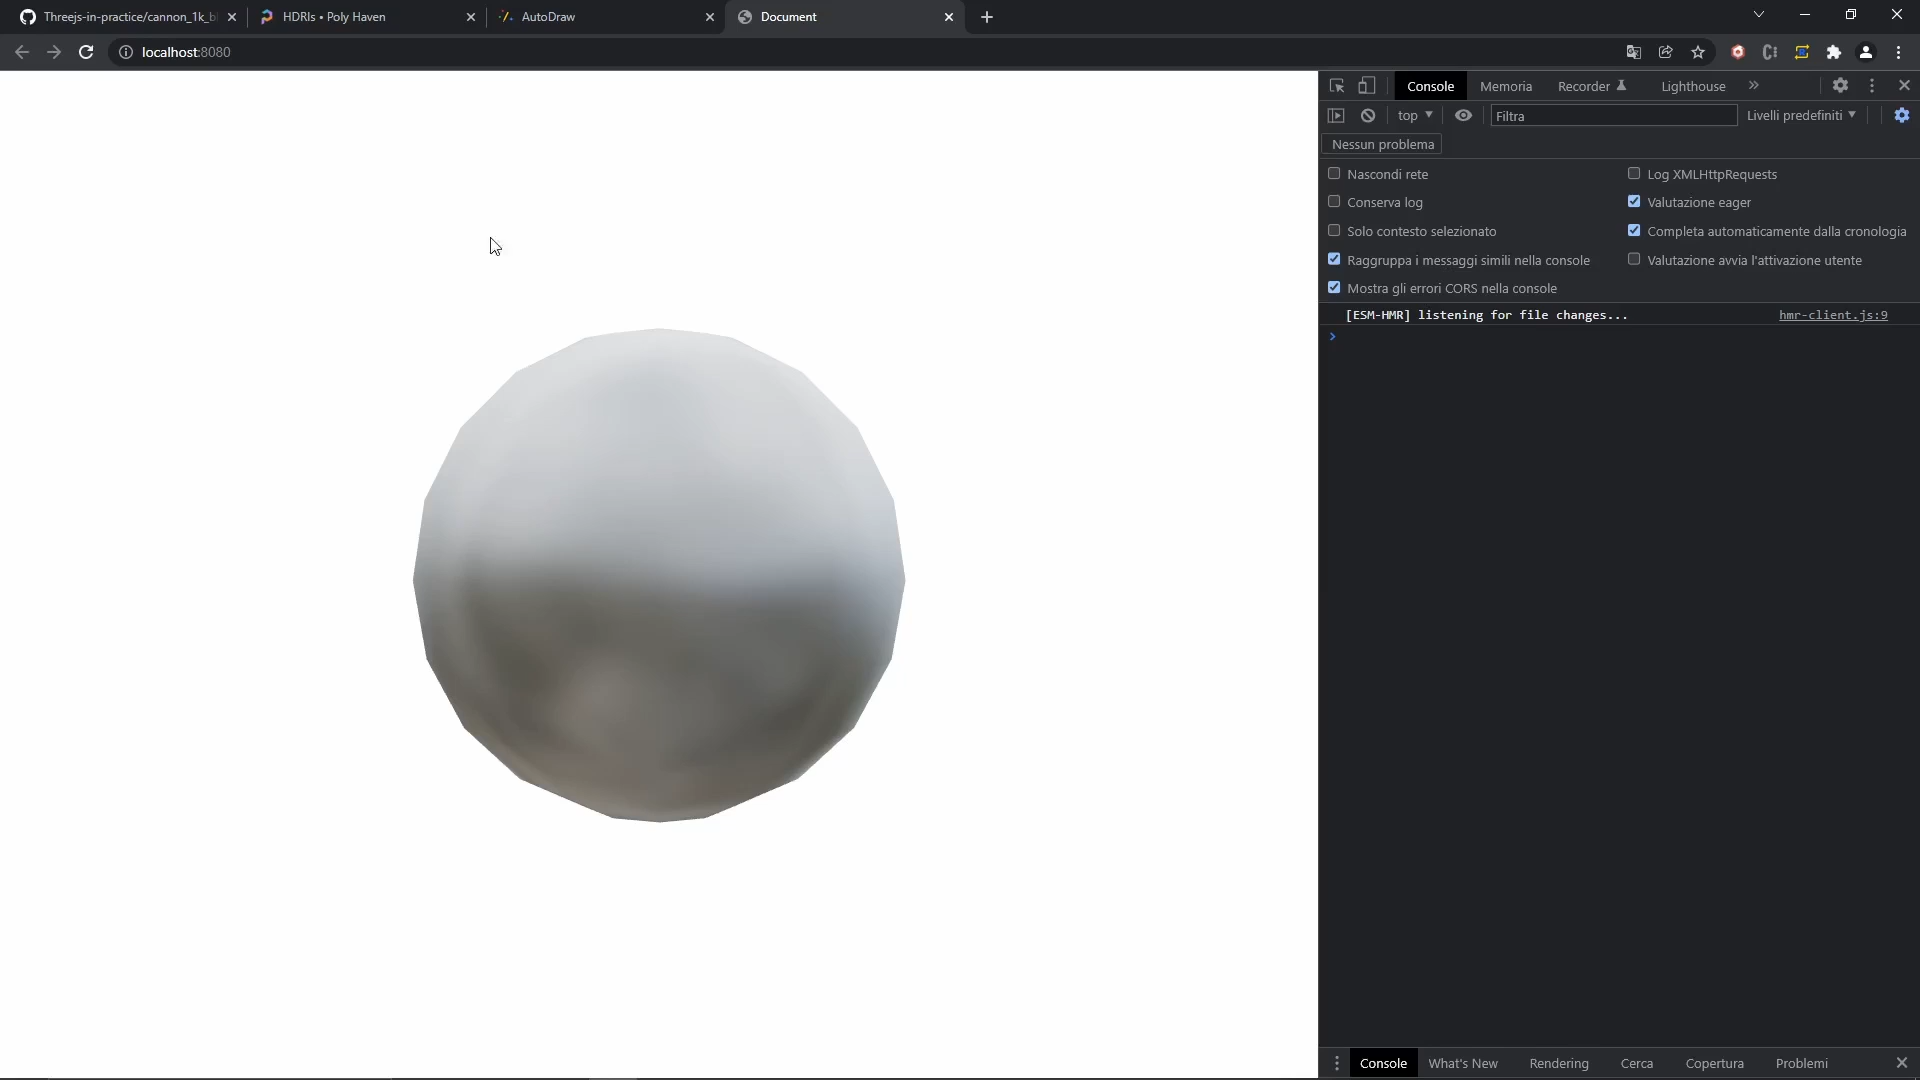 Threejs-in-practice/cannon_1k_b
HDRIs • Poly Haven
AutoDraw
Document
localhost:8080
Console
Memoria
Recorder
Lighthouse
top
Filtra
Livelli predefiniti
Nessun problema
Nascondi rete
Log XMLHttpRequests
Conserva log
Valutazione eager
Solo contesto selezionato
Completa automaticamente dalla cronologia
Raggruppa i messaggi simili nella console
Valutazione avvia l'attivazione utente
Mostra gli errori CORS nella console
[ESM-HMR] listening for file changes...
hmr-client.js:9
Console
What's New
Rendering
Cerca
Copertura
Problemi